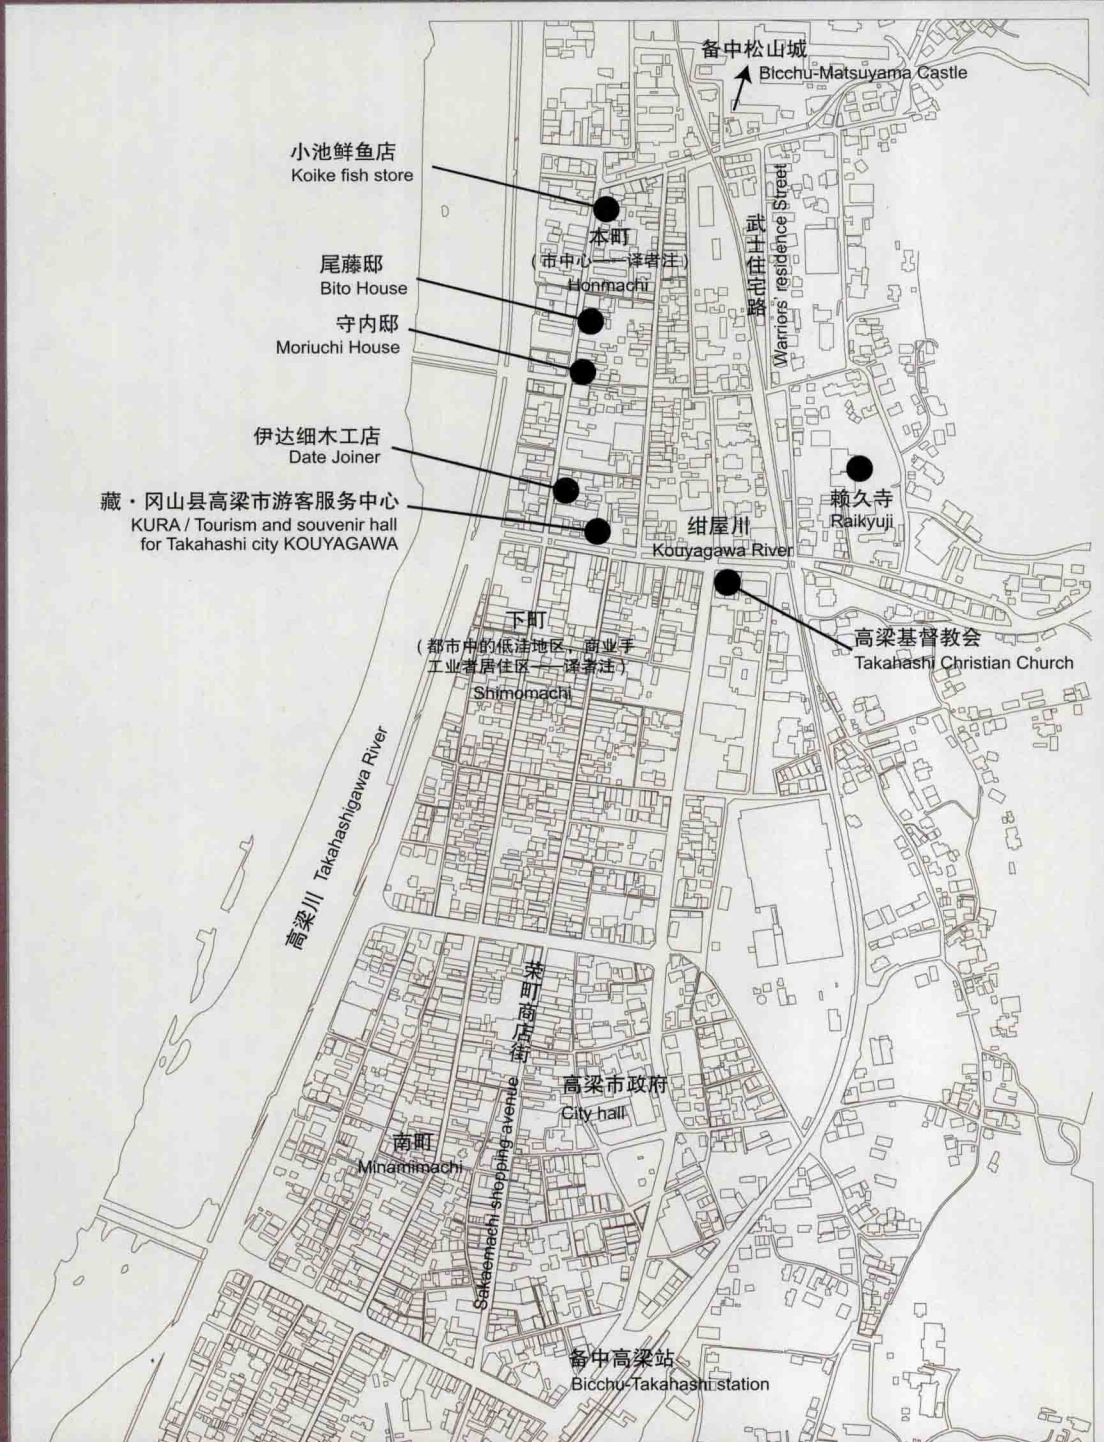 备中松山城
Bicchu-Matsuyama Castle
小池鲜鱼店
Koike fish store
本町
(市中心——译者注)
Honmachi
武士住宅路
Warriors' residence Street
尾藤邸
Bito House
守内邸
Moriuchi House
伊达细木工店
Date Joiner
藏·冈山县高梁市游客服务中心
KURA / Tourism and souvenir hall
for Takahashi city KOUYAGAWA
赖久寺
Raikyuji
绀屋川
Kouyagawa River
下町
(都市中的低洼地区，商业手
工业者居住区——译者注)
Shimomachi
高梁基督教会
Takahashi Christian Church
高梁川 Takahashigawa River
荣町商店街
Sakaemachi shopping avenue
高梁市政府
City hall
南町
Minamimachi
备中高梁站
Bicchu-Takahashi station